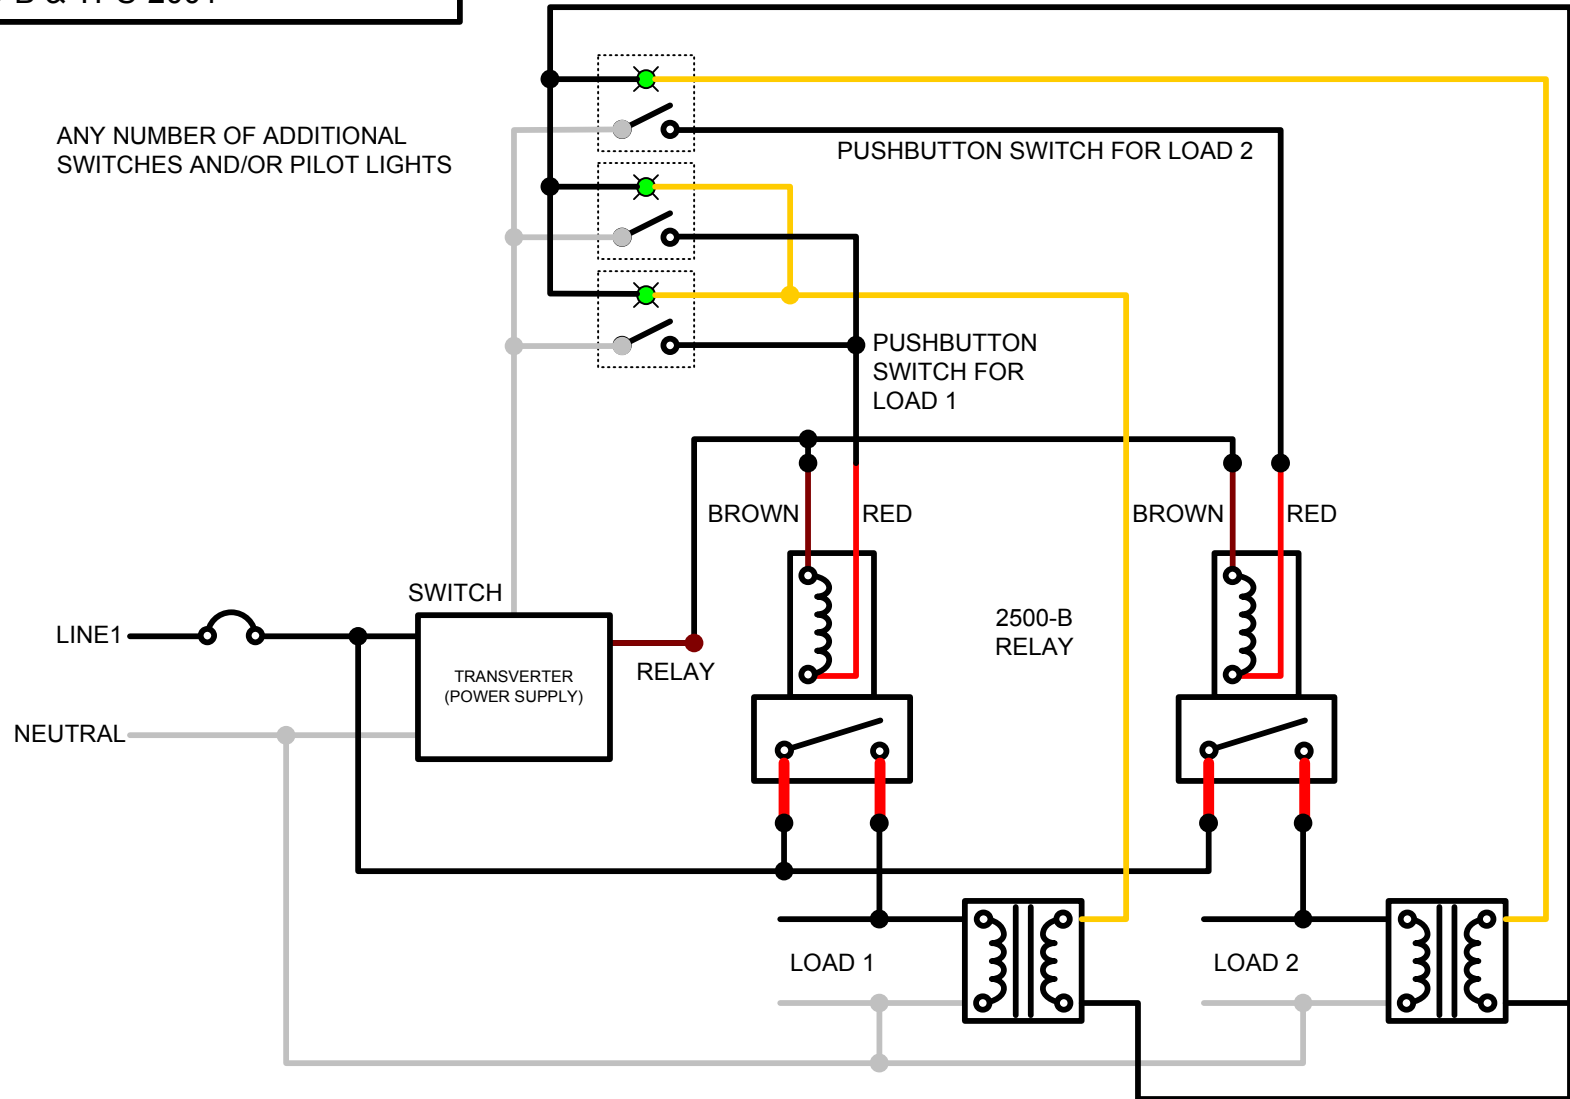 ANY NUMBER OF ADDITIONAL
SWITCHES AND/OR PILOT LIGHTS
PUSHBUTTON SWITCH FOR LOAD 2
PUSHBUTTON
SWITCH FOR
LOAD 1
BROWN
RED
BROWN
RED
SWITCH
LINE1
TRANSVERTER
(POWER SUPPLY)
RELAY
2500-B
RELAY
NEUTRAL
LOAD 1
LOAD 2